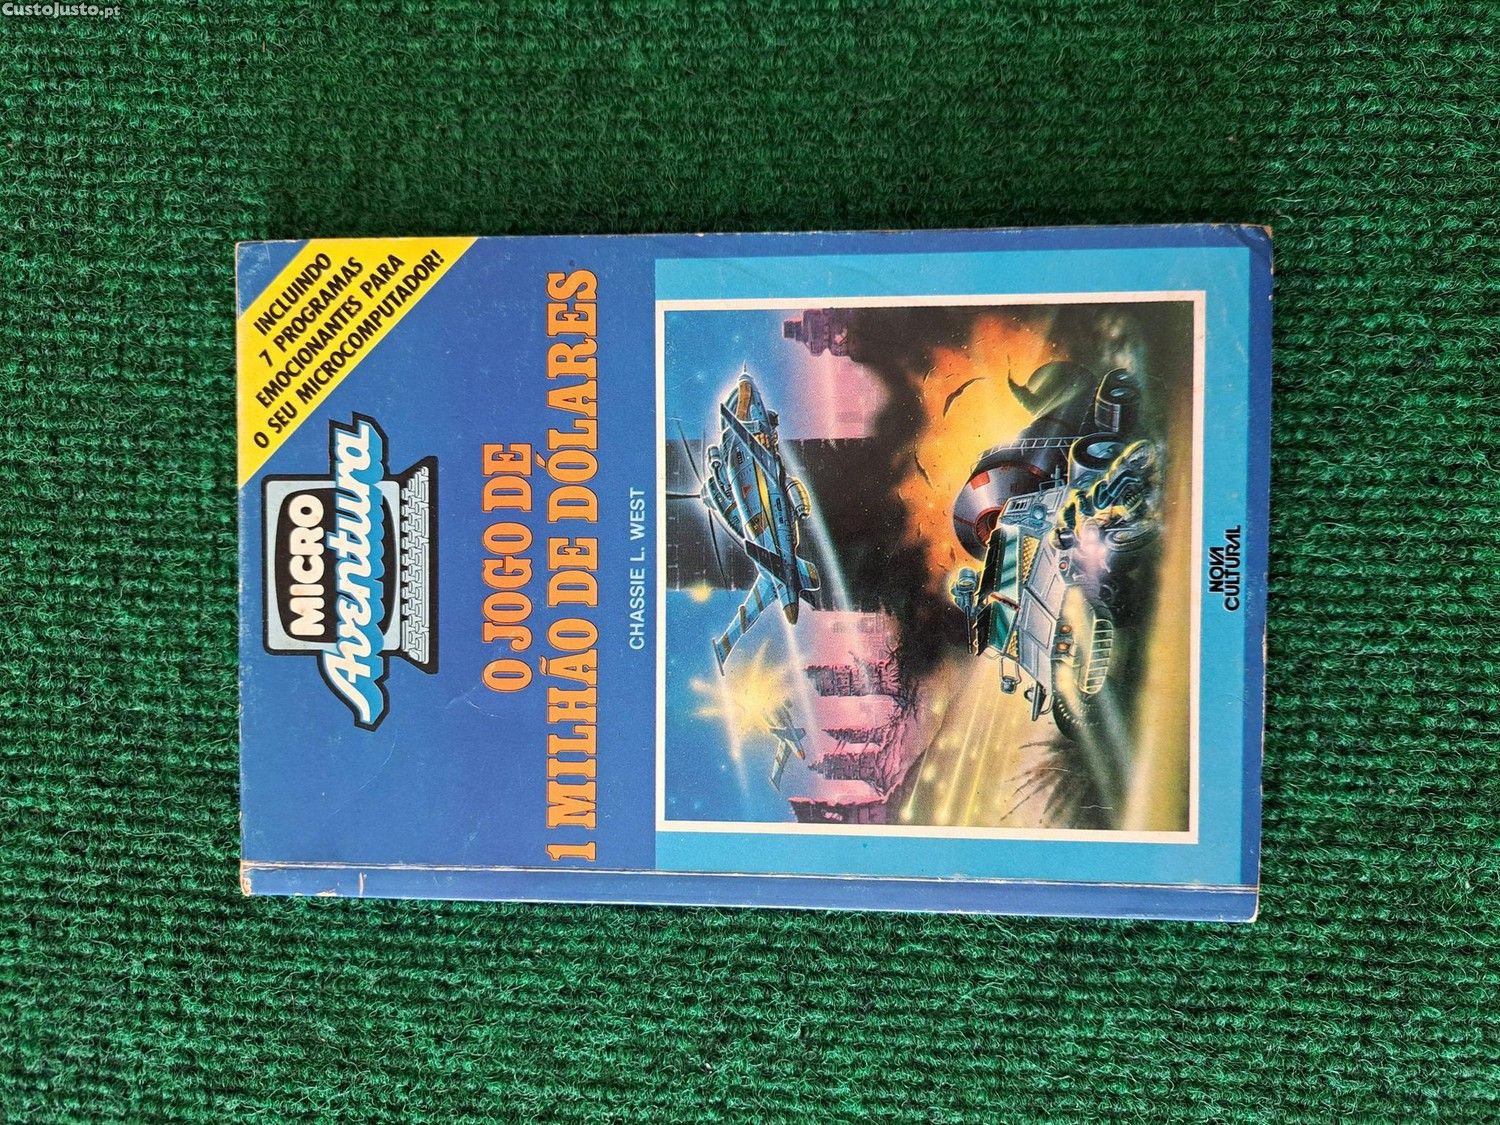 CustoJusto.pt
INCLUINDO
7 PROGRAMAS
EMOCIONANTES PARA
O SEU MICROCOMPUTADOR!
MICRO
Aventura
O JOGO DE
1 MILHÃO DE DÓLARES
CHASSIE L. WEST
NOVA
CULTURAL